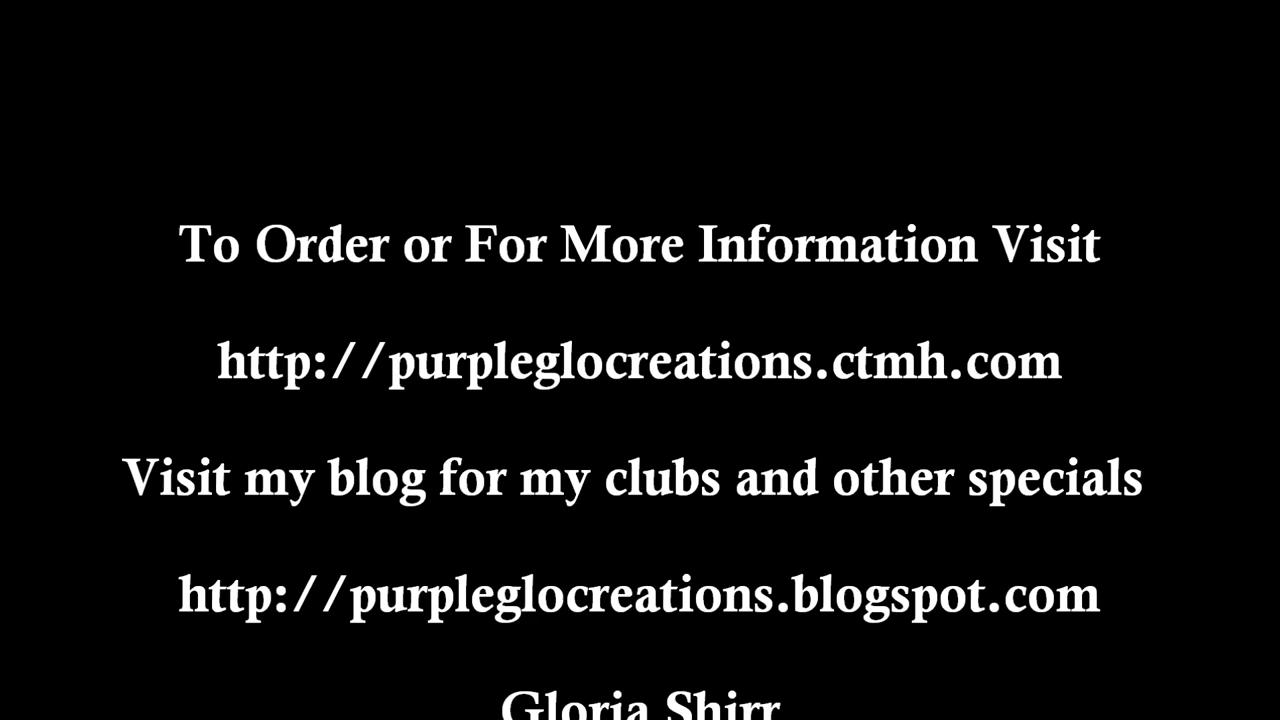 To Order or For More Information Visit
http://purpleglocreations.ctmh.com
Visit my blog for my clubs and other specials
http://purpleglocreations.blogspot.com
Gloria Shirr